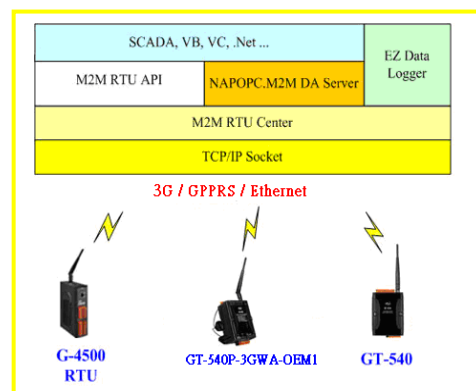 SCADA, VB, VC, .Net ...
EZ Data
Logger
M2M RTU API
NAPOPC.M2M DA Server
M2M RTU Center
TCP/IP Socket
3G / GPPRS / Ethernet
G-4500
RTU
GT-540P-3GWA-OEM1
GT-540